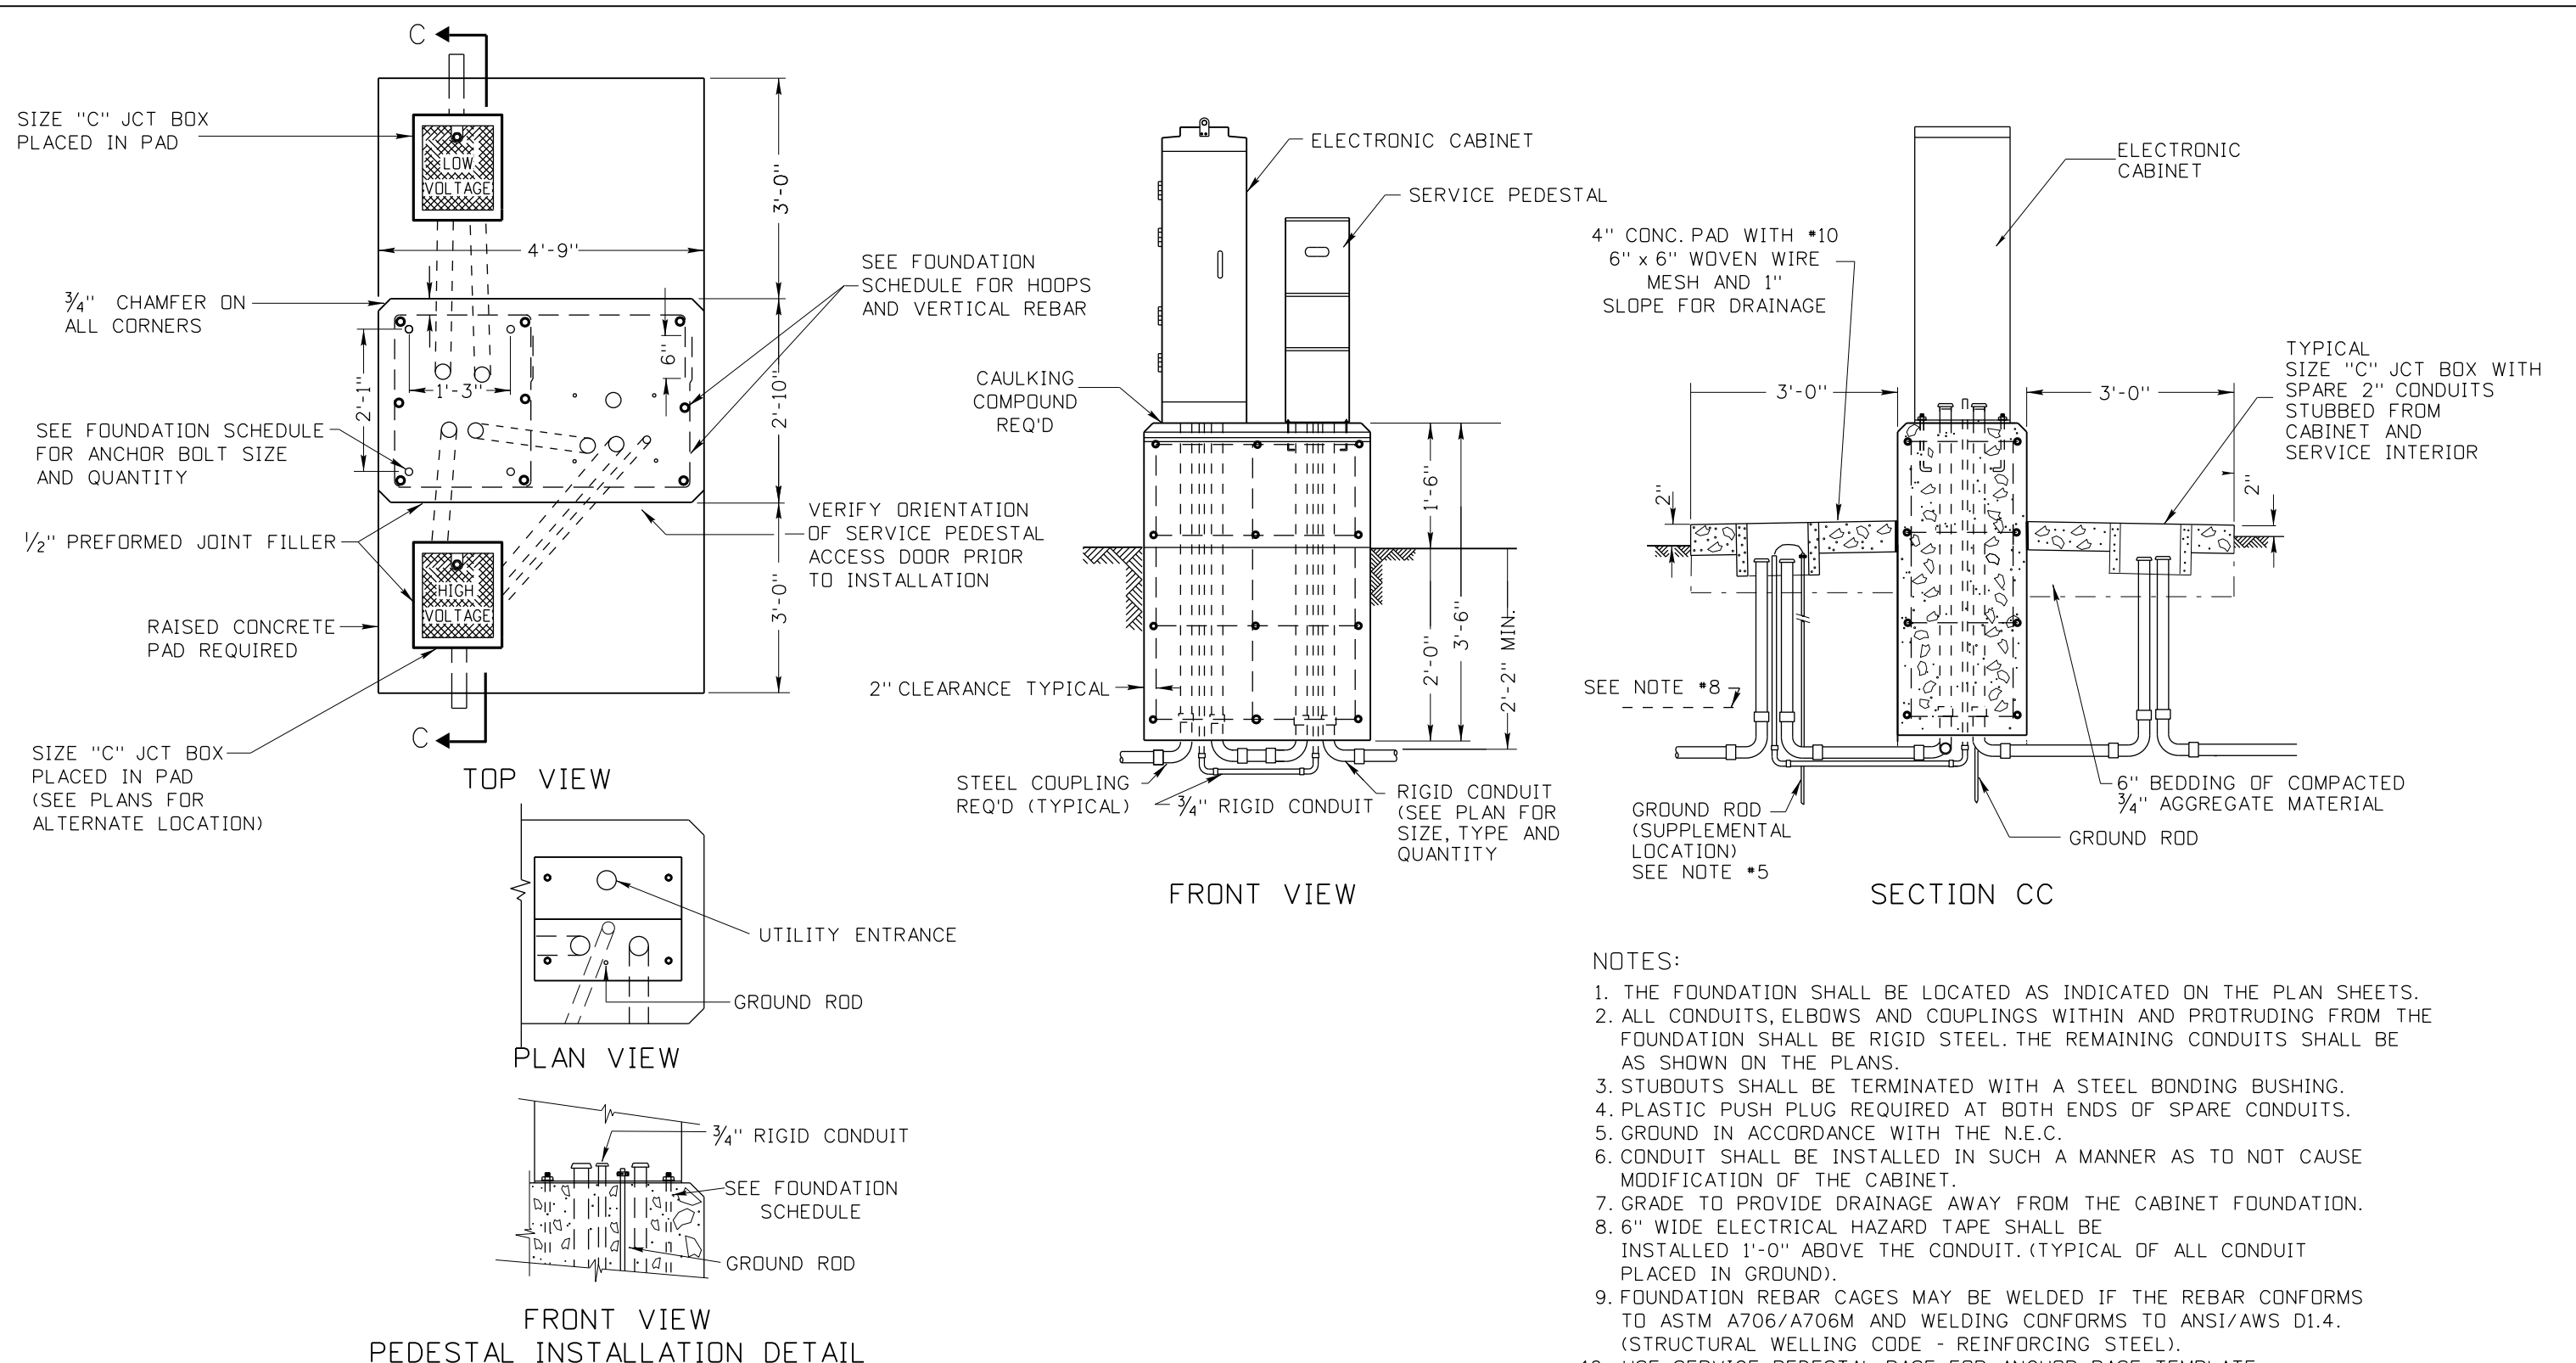 C
SIZE "C" JCT BOX
PLACED IN PAD
LOW
VOLTAGE
3'-0"
4'-9"
3/4" CHAMFER ON
ALL CORNERS
SEE FOUNDATION
SCHEDULE FOR HOOPS
AND VERTICAL REBAR
6"
2'-1"
1'-3"
2'-10"
SEE FOUNDATION SCHEDULE
FOR ANCHOR BOLT SIZE
AND QUANTITY
1/2" PREFORMED JOINT FILLER
VERIFY ORIENTATION
OF SERVICE PEDESTAL
ACCESS DOOR PRIOR
TO INSTALLATION
HIGH
VOLTAGE
3'-0"
RAISED CONCRETE
PAD REQUIRED
SIZE "C" JCT BOX
PLACED IN PAD
(SEE PLANS FOR
ALTERNATE LOCATION)
C
TOP VIEW
UTILITY ENTRANCE
GROUND ROD
PLAN VIEW
3/4" RIGID CONDUIT
SEE FOUNDATION
SCHEDULE
GROUND ROD
FRONT VIEW
PEDESTAL INSTALLATION DETAIL
ELECTRONIC CABINET
SERVICE PEDESTAL
CAULKING
COMPOUND
REQ'D
1'-6"
2'-0"
3'-6"
2'-2" MIN.
2" CLEARANCE TYPICAL
STEEL COUPLING
REQ'D (TYPICAL)
3/4" RIGID CONDUIT
RIGID CONDUIT
(SEE PLAN FOR
SIZE, TYPE AND
QUANTITY
FRONT VIEW
ELECTRONIC
CABINET
4" CONC. PAD WITH #10
6" x 6" WOVEN WIRE
MESH AND 1"
SLOPE FOR DRAINAGE
TYPICAL
SIZE "C" JCT BOX WITH
SPARE 2" CONDUITS
STUBBED FROM
CABINET AND
SERVICE INTERIOR
3'-0"
3'-0"
2"
2"
SEE NOTE #8
GROUND ROD
(SUPPLEMENTAL
LOCATION)
SEE NOTE #5
6" BEDDING OF COMPACTED
3/4" AGGREGATE MATERIAL
GROUND ROD
SECTION CC
NOTES:
1. THE FOUNDATION SHALL BE LOCATED AS INDICATED ON THE PLAN SHEETS.
2. ALL CONDUITS, ELBOWS AND COUPLINGS WITHIN AND PROTRUDING FROM THE
FOUNDATION SHALL BE RIGID STEEL. THE REMAINING CONDUITS SHALL BE
AS SHOWN ON THE PLANS.
3. STUBOUTS SHALL BE TERMINATED WITH A STEEL BONDING BUSHING.
4. PLASTIC PUSH PLUG REQUIRED AT BOTH ENDS OF SPARE CONDUITS.
5. GROUND IN ACCORDANCE WITH THE N.E.C.
6. CONDUIT SHALL BE INSTALLED IN SUCH A MANNER AS TO NOT CAUSE
MODIFICATION OF THE CABINET.
7. GRADE TO PROVIDE DRAINAGE AWAY FROM THE CABINET FOUNDATION.
8. 6" WIDE ELECTRICAL HAZARD TAPE SHALL BE
INSTALLED 1'-0" ABOVE THE CONDUIT. (TYPICAL OF ALL CONDUIT
PLACED IN GROUND).
9. FOUNDATION REBAR CAGES MAY BE WELDED IF THE REBAR CONFORMS
TO ASTM A706/A706M AND WELDING CONFORMS TO ANSI/AWS D1.4.
(STRUCTURAL WELLING CODE - REINFORCING STEEL).
10. USE SERVICE PEDESTAL BASE FOR ANCHOR BASE TEMPLATE